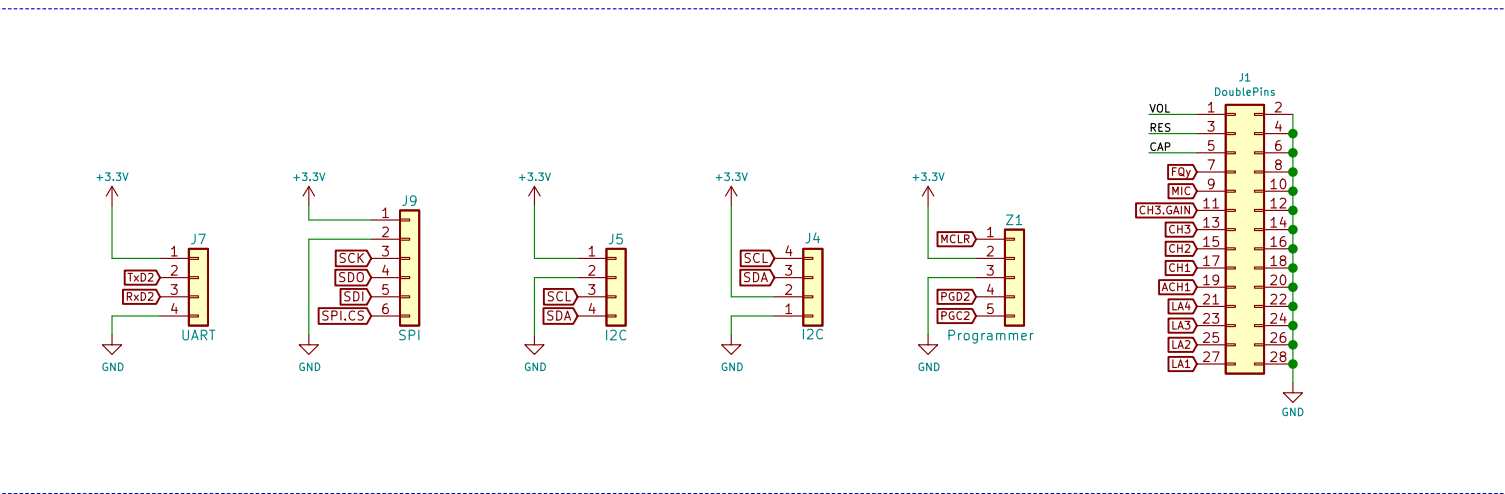 +3.3V
J7
1
TxD2 2
RxD2 3
4
UART
GND
+3.3V
J9
1
2
SCK 3
SDO 4
SDI 5
SPI.CS 6
SPI
GND
+3.3V
J5
1
2
SCL 3
SDA 4
I2C
GND
+3.3V
J4
SCL 4
SDA 3
2
1
I2C
GND
+3.3V
Z1
MCLR 1
2
3
PGD2 4
PGC2 5
Programmer
GND
J1
DoublePins
VOL 1 2
RES 3 4
CAP 5 6
FQy 7 8
MIC 9 10
CH3.GAIN 11 12
CH3 13 14
CH2 15 16
CH1 17 18
ACH1 19 20
LA4 21 22
LA3 23 24
LA2 25 26
LA1 27 28
GND